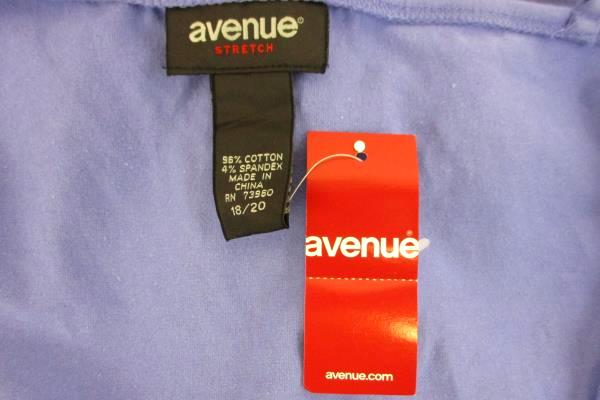 avenue®
STRETCH
96% COTTON
4% SPANDEX
MADE IN
CHINA
RN 73980
18/20
avenue®
avenue.com